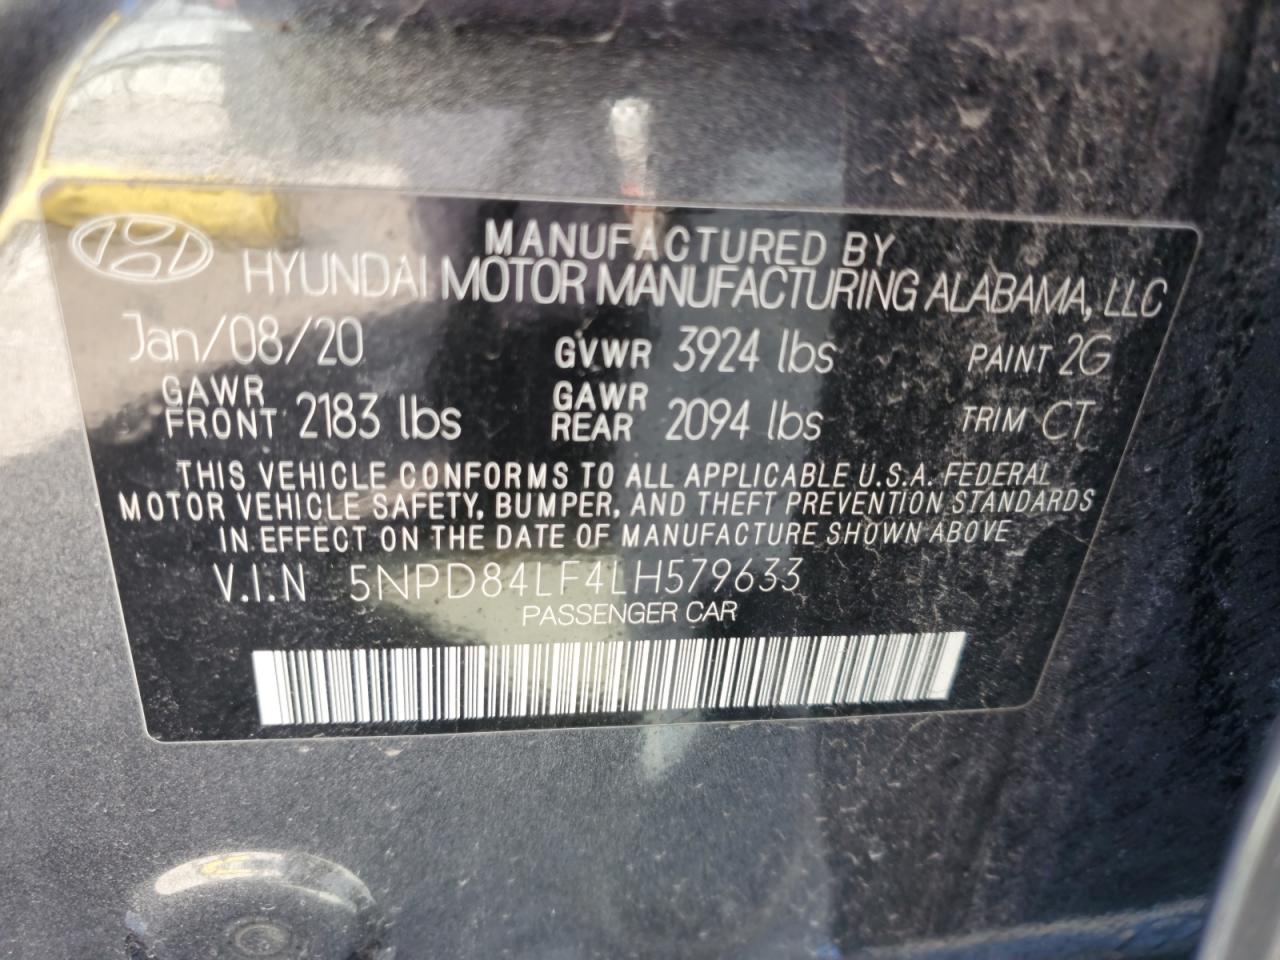 MANUFACTURED BY
HYUNDAI MOTOR MANUFACTURING ALABAMA, LLC
Jan/08/20 GVWR 3924 lbs PAINT 2G
GAWR FRONT 2183 lbs GAWR REAR 2094 lbs TRIM CT
THIS VEHICLE CONFORMS TO ALL APPLICABLE U.S.A. FEDERAL
MOTOR VEHICLE SAFETY, BUMPER, AND THEFT PREVENTION STANDARDS
IN EFFECT ON THE DATE OF MANUFACTURE SHOWN ABOVE
V.I.N 5NPD84LF4LH579633
PASSENGER CAR